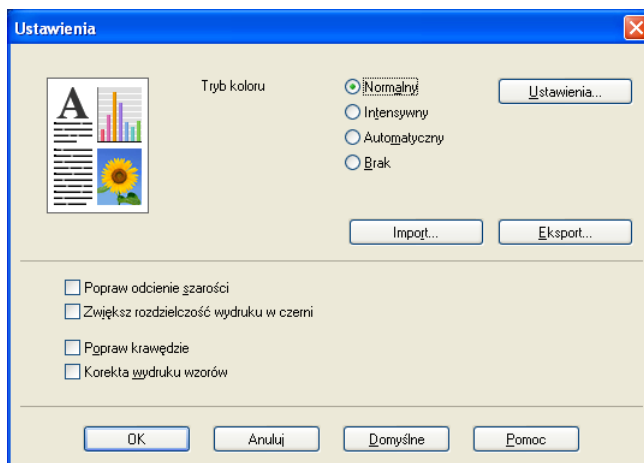 Ustawienia
A
Tryb koloru
Normalny
Ustawienia...
Intensywny
Automatyczny
Brak
Import...
Eksport...
Popraw odcienie szarości
Zwiększ rozdzielczość wydruku w czerni
Popraw krawędzie
Korekta wydruku wzorów
OK
Anuluj
Domyślne
Pomoc